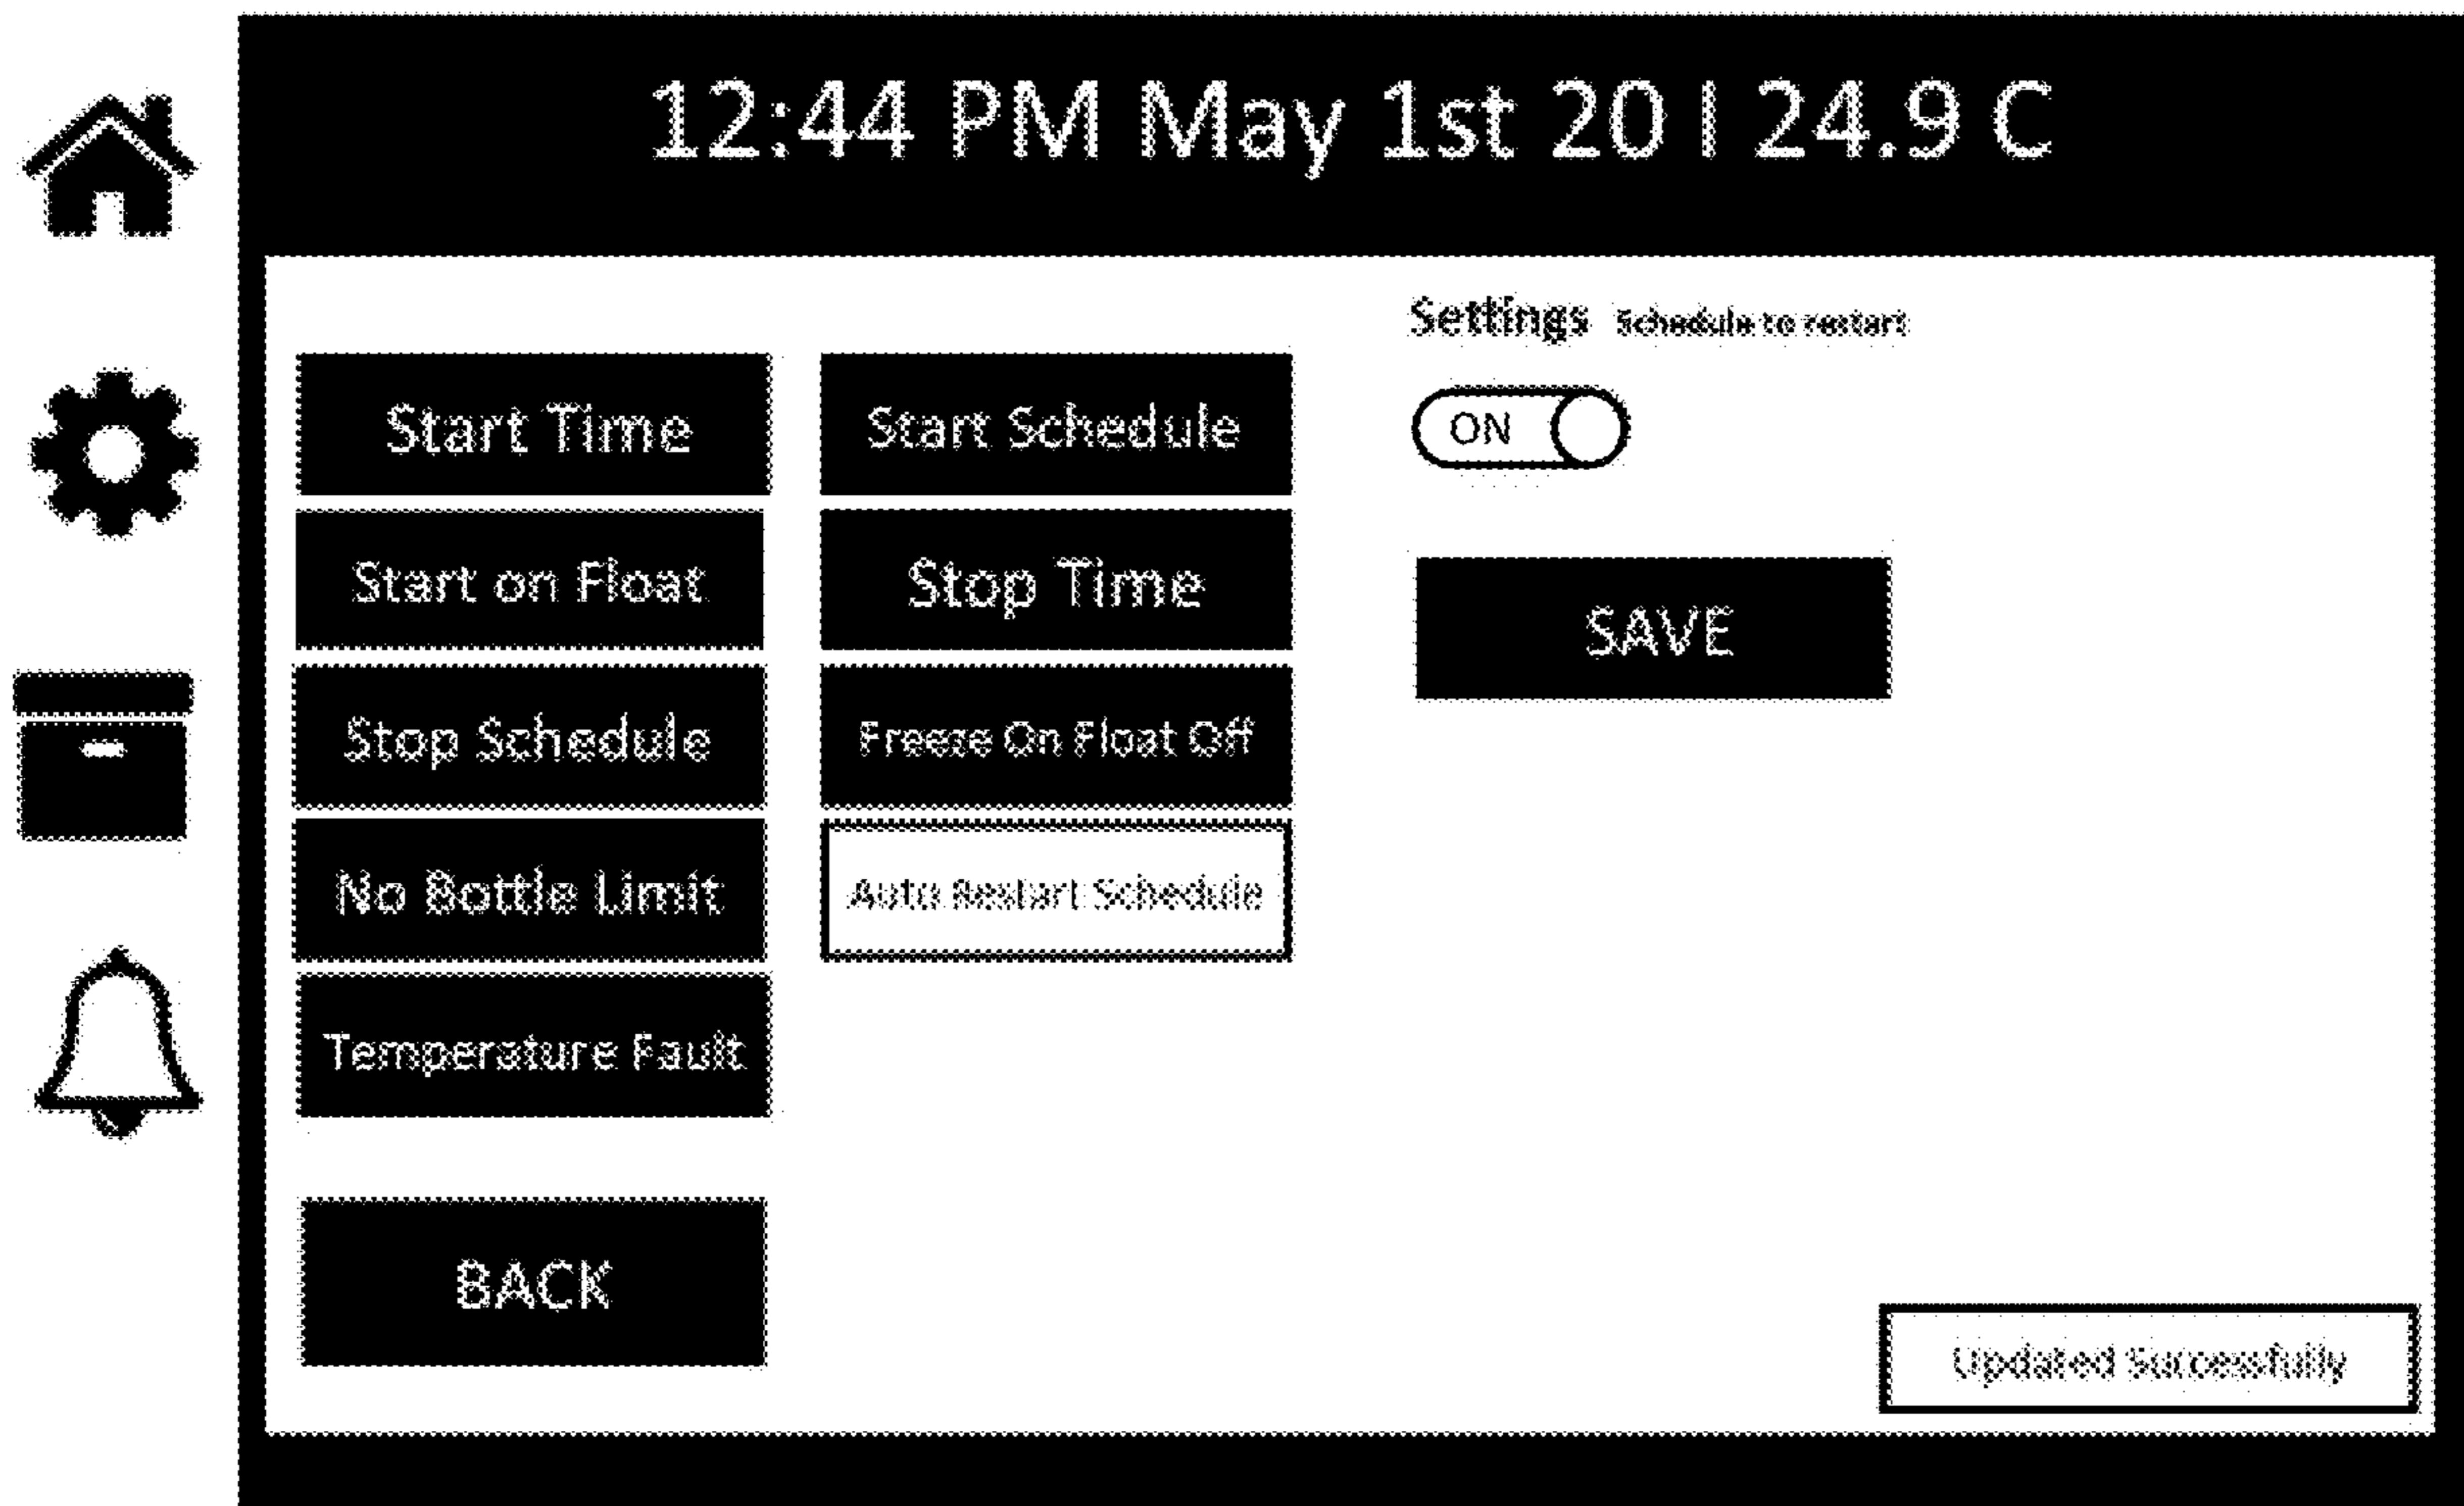 12:44 PM May 1st 20 | 24.9 C
Settings Schedule to restart
Start Time
Start Schedule
ON
Start on Float
Stop Time
SAVE
Stop Schedule
Freeze On Float Off
No Bottle Limit
Auto Restart Schedule
Temperature Fault
BACK
Updated Successfully